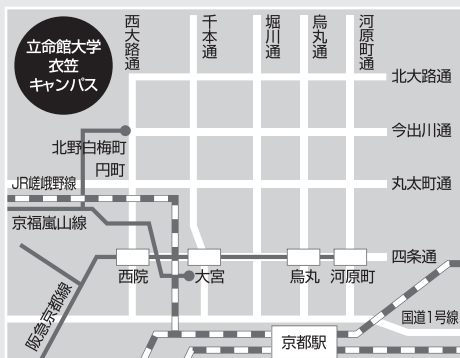 立命館大学
衣笠
キャンパス
西大路通
千本通
堀川通
烏丸通
河原町通
北大路通
今出川通
北野白梅町
円町
丸太町通
JR嵯峨野線
京福嵐山線
四条通
西院
大宮
烏丸
河原町
阪急京都線
国道1号線
京都駅